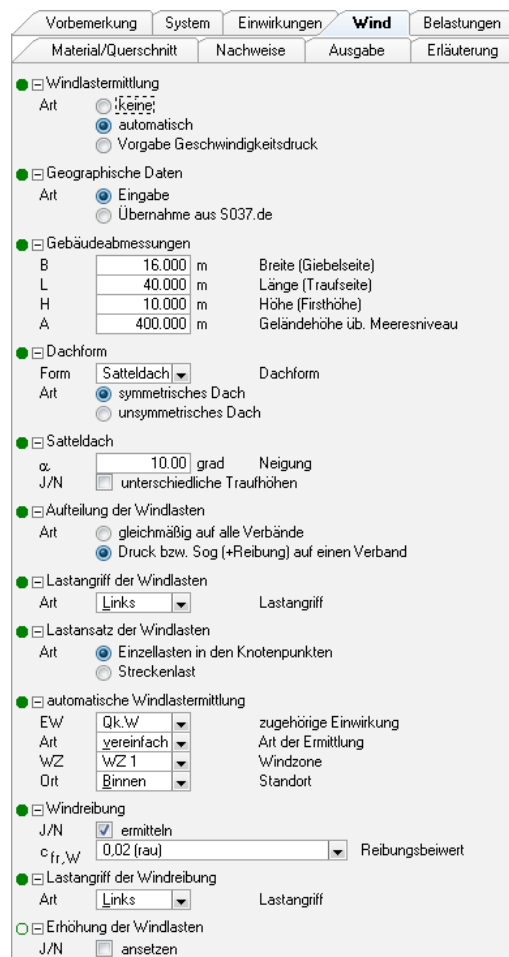 Vorbemerkung System Einwirkungen Wind Belastungen
Material/Querschnitt Nachweise Ausgabe Erläuterung
Windlastermittlung
Art keine
automatisch
Vorgabe Geschwindigkeitsdruck
Geographische Daten
Art Eingabe
Übernahme aus S037.de
Gebäudeabmessungen
B 16.000 m Breite (Giebelseite)
L 40.000 m Länge (Traufseite)
H 10.000 m Höhe (Firsthöhe)
A 400.000 m Geländehöhe üb. Meeresniveau
Dachform
Form Satteldach Dachform
Art symmetrisches Dach
unsymmetrisches Dach
Satteldach
α 10.00 grad Neigung
J/N unterschiedliche Traufhöhen
Aufteilung der Windlasten
Art gleichmäßig auf alle Verbände
Druck bzw. Sog (+Reibung) auf einen Verband
Lastangriff der Windlasten
Art Links Lastangriff
Lastansatz der Windlasten
Art Einzellasten in den Knotenpunkten
Streckenlast
automatische Windlastermittlung
EW Qk.W zugehörige Einwirkung
Art vereinfach Art der Ermittlung
WZ WZ 1 Windzone
Ort Binnen Standort
Windreibung
J/N ermitteln
c fr,W 0,02 (rau) Reibungsbeiwert
Lastangriff der Windreibung
Art Links Lastangriff
Erhöhung der Windlasten
J/N ansetzen